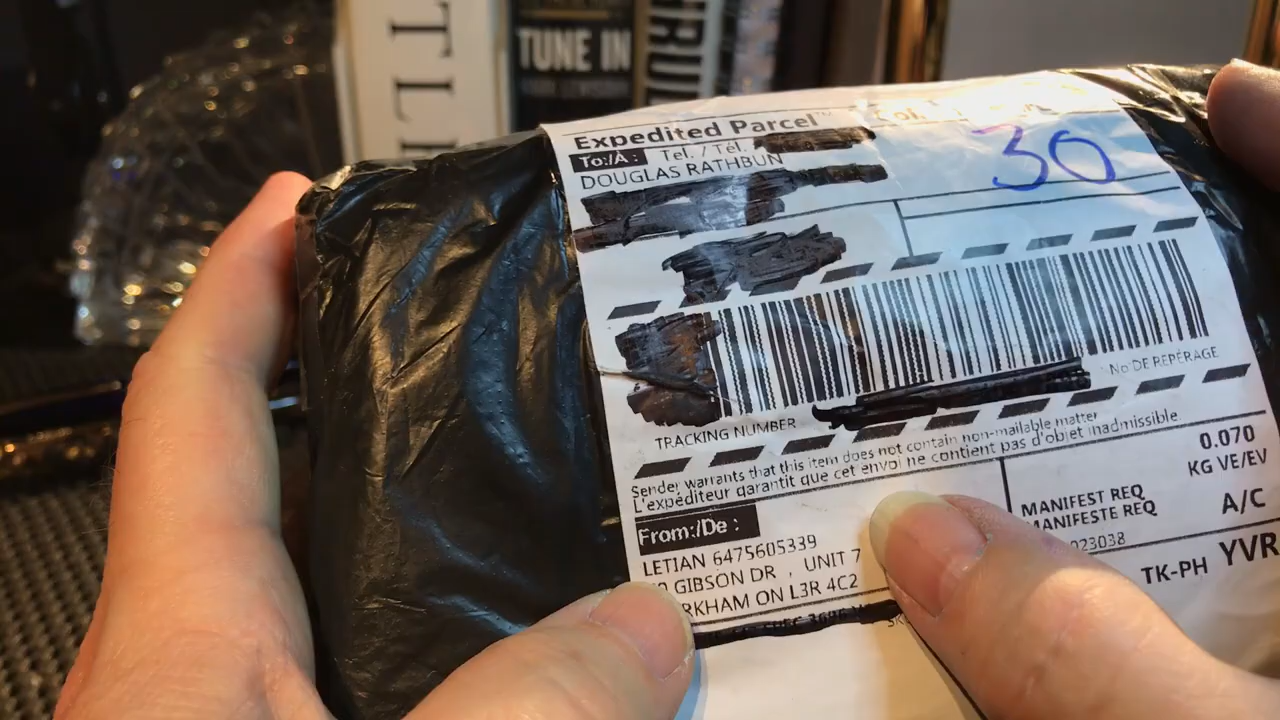 TLI
TUNE IN
Expedited Parcel™
30
To:/À : Tel. / Tél.
DOUGLAS RATHBUN
No DE REPÉRAGE
TRACKING NUMBER
Sender warrants that this item does not contain non-mailable matter
L'expéditeur garantit que cet envoi ne contient pas d'objet inadmissible
0.070
KG VE/EV
From:/De :
MANIFEST REQ
MANIFESTE REQ
A/C
023038
LETIAN 6475605339
GIBSON DR , UNIT 7
RKHAM ON L3R 4C2
TK-PH YVR